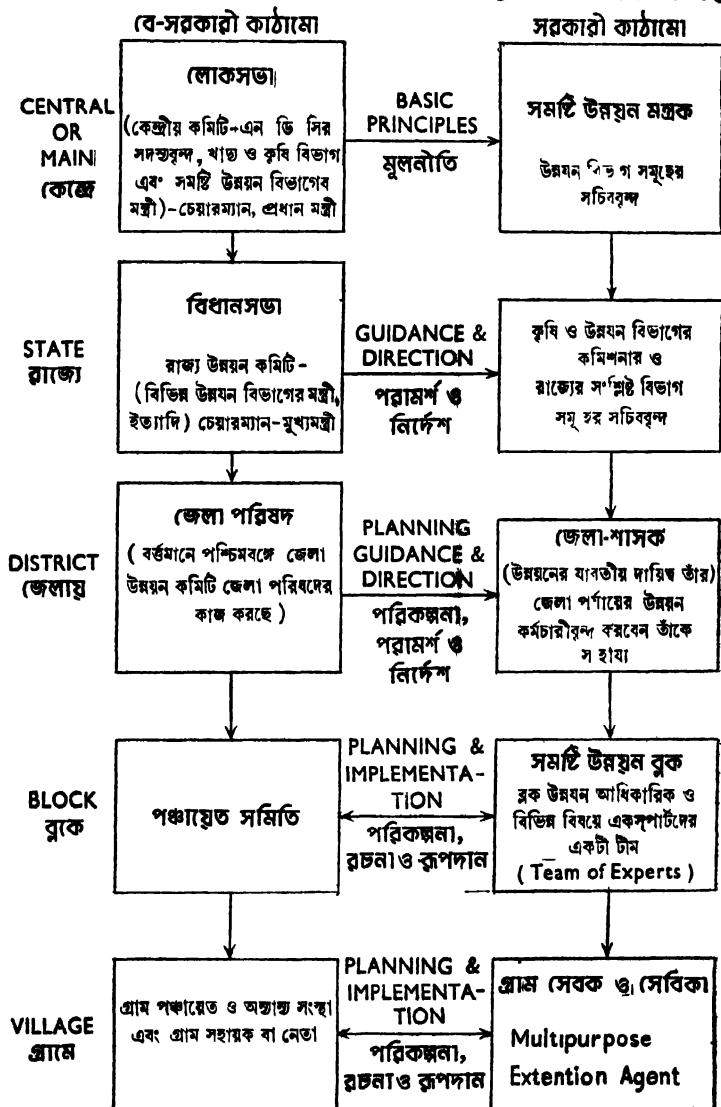 বে-সরকারী কাঠামো
সরকারী কাঠামো
CENTRAL
OR
MAIN
কেন্দ্রে
লোকসভা
(কেন্দ্রীয় কমিটি-এন ডি সির
সদস্যবৃন্দ, খাদ্য ও কৃষি বিভাগ
এবং সমষ্টি উন্নয়ন বিভাগের
মন্ত্রী)-চেয়ারম্যান, প্রধান মন্ত্রী
BASIC
PRINCIPLES
মূলনীতি
সমষ্টি উন্নয়ন মন্ত্রক
উন্নয়ন বিভাগ সমূহের
সচিববৃন্দ
STATE
রাজ্যে
বিধানসভা
রাজ্য উন্নয়ন কমিটি-
(বিভিন্ন উন্নয়ন বিভাগের মন্ত্রী,
ইত্যাদি) চেয়ারম্যান-মুখ্যমন্ত্রী
GUIDANCE &
DIRECTION
পরামর্শ ও
নির্দেশ
কৃষি ও উন্নয়ন বিভাগের
কমিশনার ও
রাজ্যের সংশ্লিষ্ট বিভাগ
সমূহের সচিববৃন্দ
DISTRICT
জেলায়
জেলা পরিষদ
( বর্ত্তমানে পশ্চিমবঙ্গে জেলা
উন্নয়ন কমিটি জেলা পরিষদের
কাজ করছে )
PLANNING
GUIDANCE &
DIRECTION
পরিকল্পনা,
পরামর্শ ও
নির্দেশ
জেলা-শাসক
(উন্নয়নের যাবতীয় দায়িত্ব তাঁর)
জেলা পর্যায়ের উন্নয়ন
কর্মচারীবৃন্দ করবেন তাঁকে
সাহায্য
BLOCK
ব্লকে
পঞ্চায়েত সমিতি
PLANNING &
IMPLEMENTA-
TION
পরিকল্পনা,
রচনা ও রূপদান
সমষ্টি উন্নয়ন ব্লক
ব্লক উন্নয়ন আধিকারিক ও
বিভিন্ন বিষয়ে একস্পার্টদের
একটা টীম
( Team of Experts )
VILLAGE
গ্রামে
গ্রাম পঞ্চায়েত ও অন্যান্য সংস্থা
এবং গ্রাম সহায়ক বা নেতা
PLANNING &
IMPLEMENTA-
TION
পরিকল্পনা,
রচনা ও রূপদান
গ্রাম সেবক ও সেবিকা
Multipurpose
Extention Agent